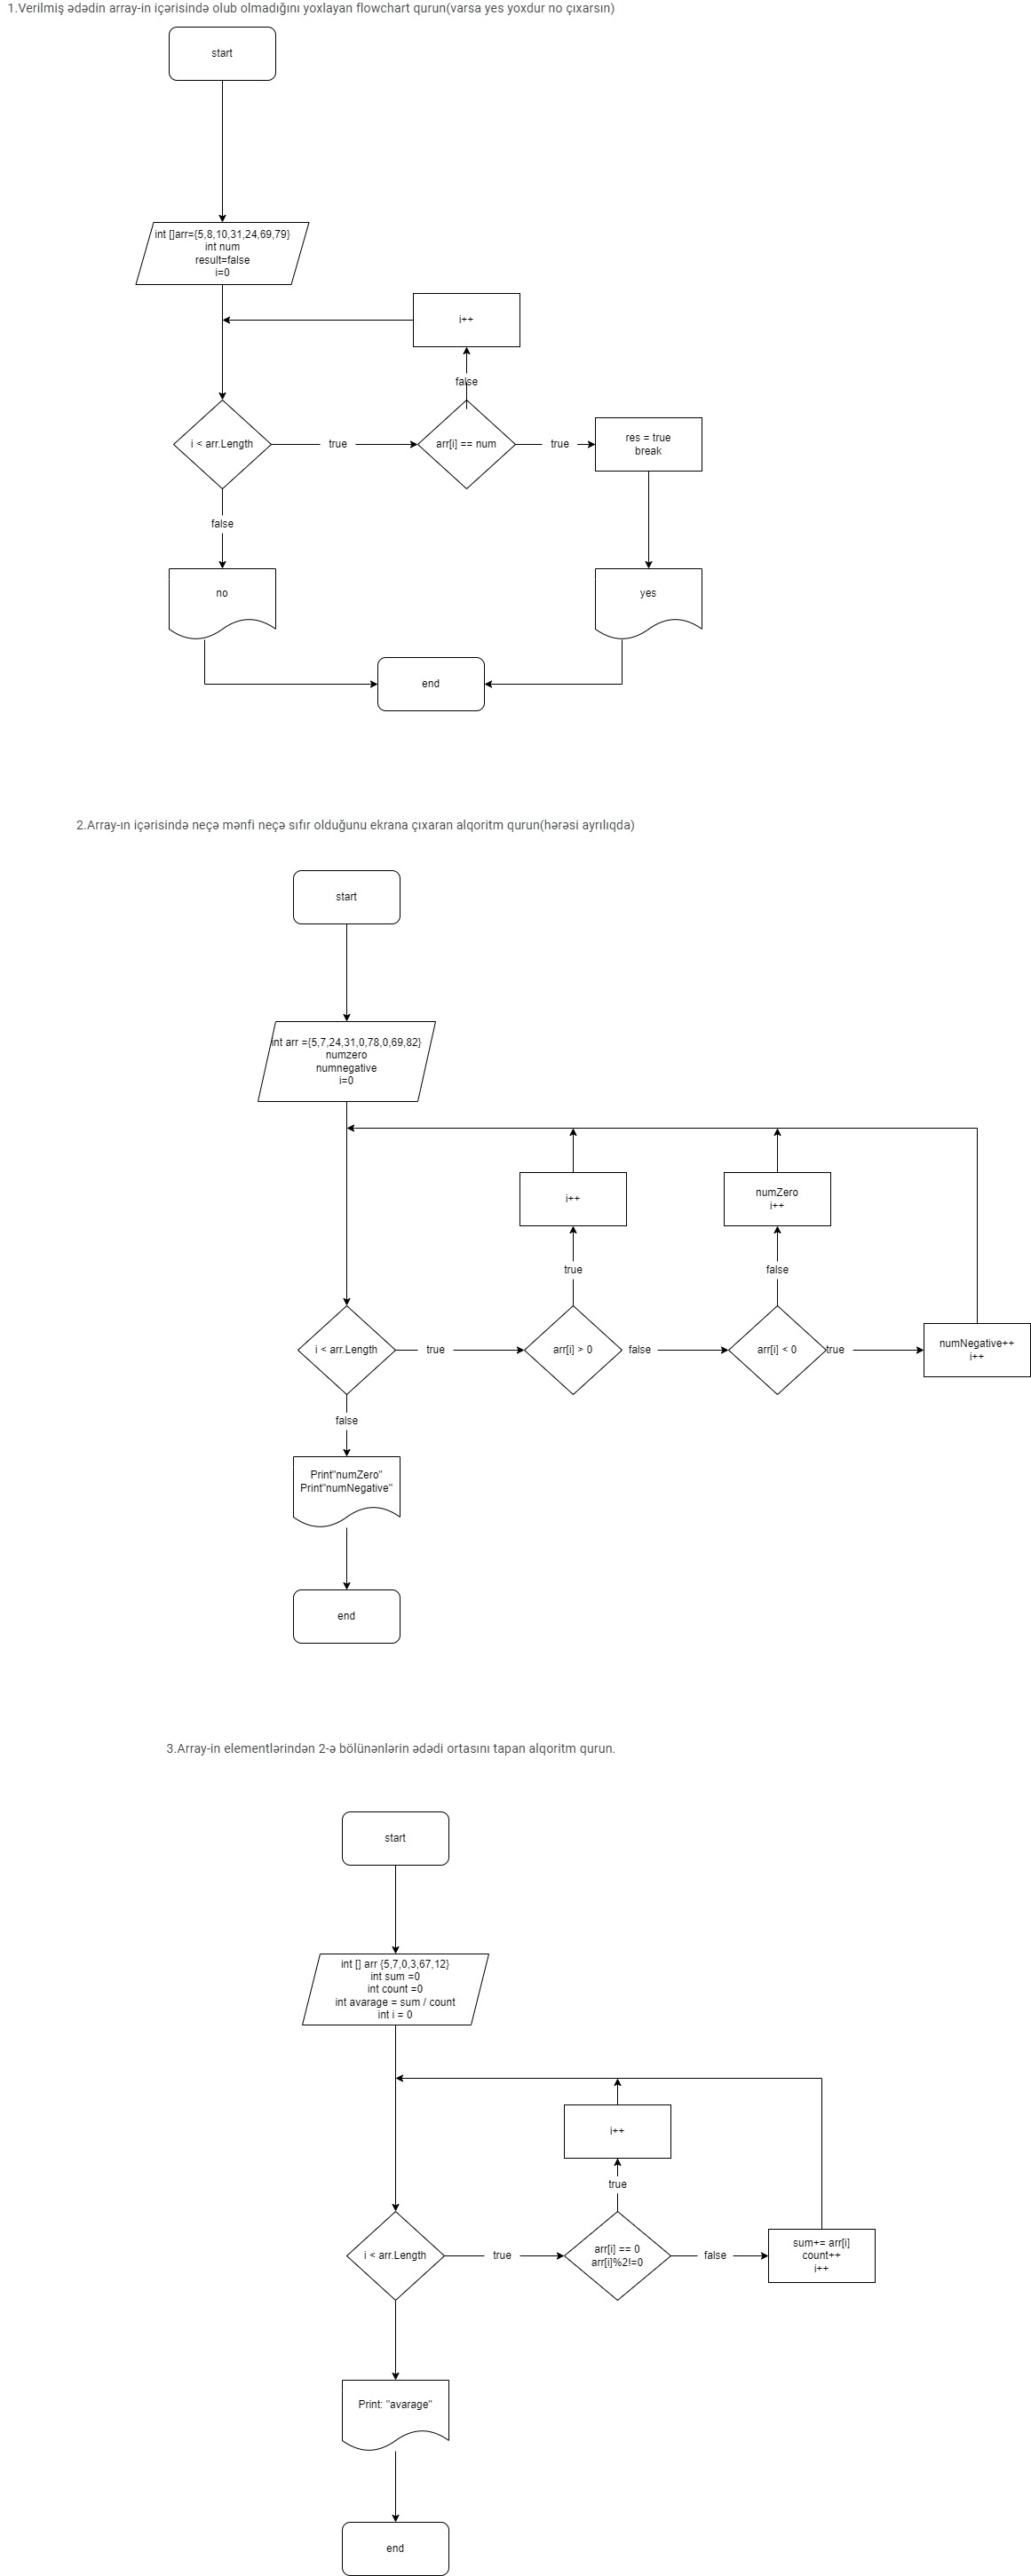 1.Verilmiş ədədin array-in içərisində olub olmadığını yoxlayan flowchart qurun(varsa yes yoxdur no çıxarsın)
start
int []arr={5,8,10,31,24,69,79}
int num
result=false
i=0
i++
false
i < arr.Length
true
arr[i] == num
true
res = true
break
false
no
yes
end
2.Array-ın içərisində neçə mənfi neçə sıfır olduğunu ekrana çıxaran alqoritm qurun(hərəsi ayrılıqda)
start
int arr ={5,7,24,31,0,78,0,69,82}
numzero
numnegative
i=0
i++
numZero
i++
true
false
i < arr.Length
true
arr[i] > 0
false
arr[i] < 0
true
numNegative++
i++
false
Print"numZero"
Print"numNegative"
end
3.Array-in elementlərindən 2-ə bölünənlərin ədədi ortasını tapan alqoritm qurun.
start
int [] arr {5,7,0,3,67,12}
int sum =0
int count =0
int avarage = sum / count
int i = 0
i++
true
i < arr.Length
true
arr[i] == 0
arr[i]%2!=0
false
sum+= arr[i]
count++
i++
Print: "avarage"
end